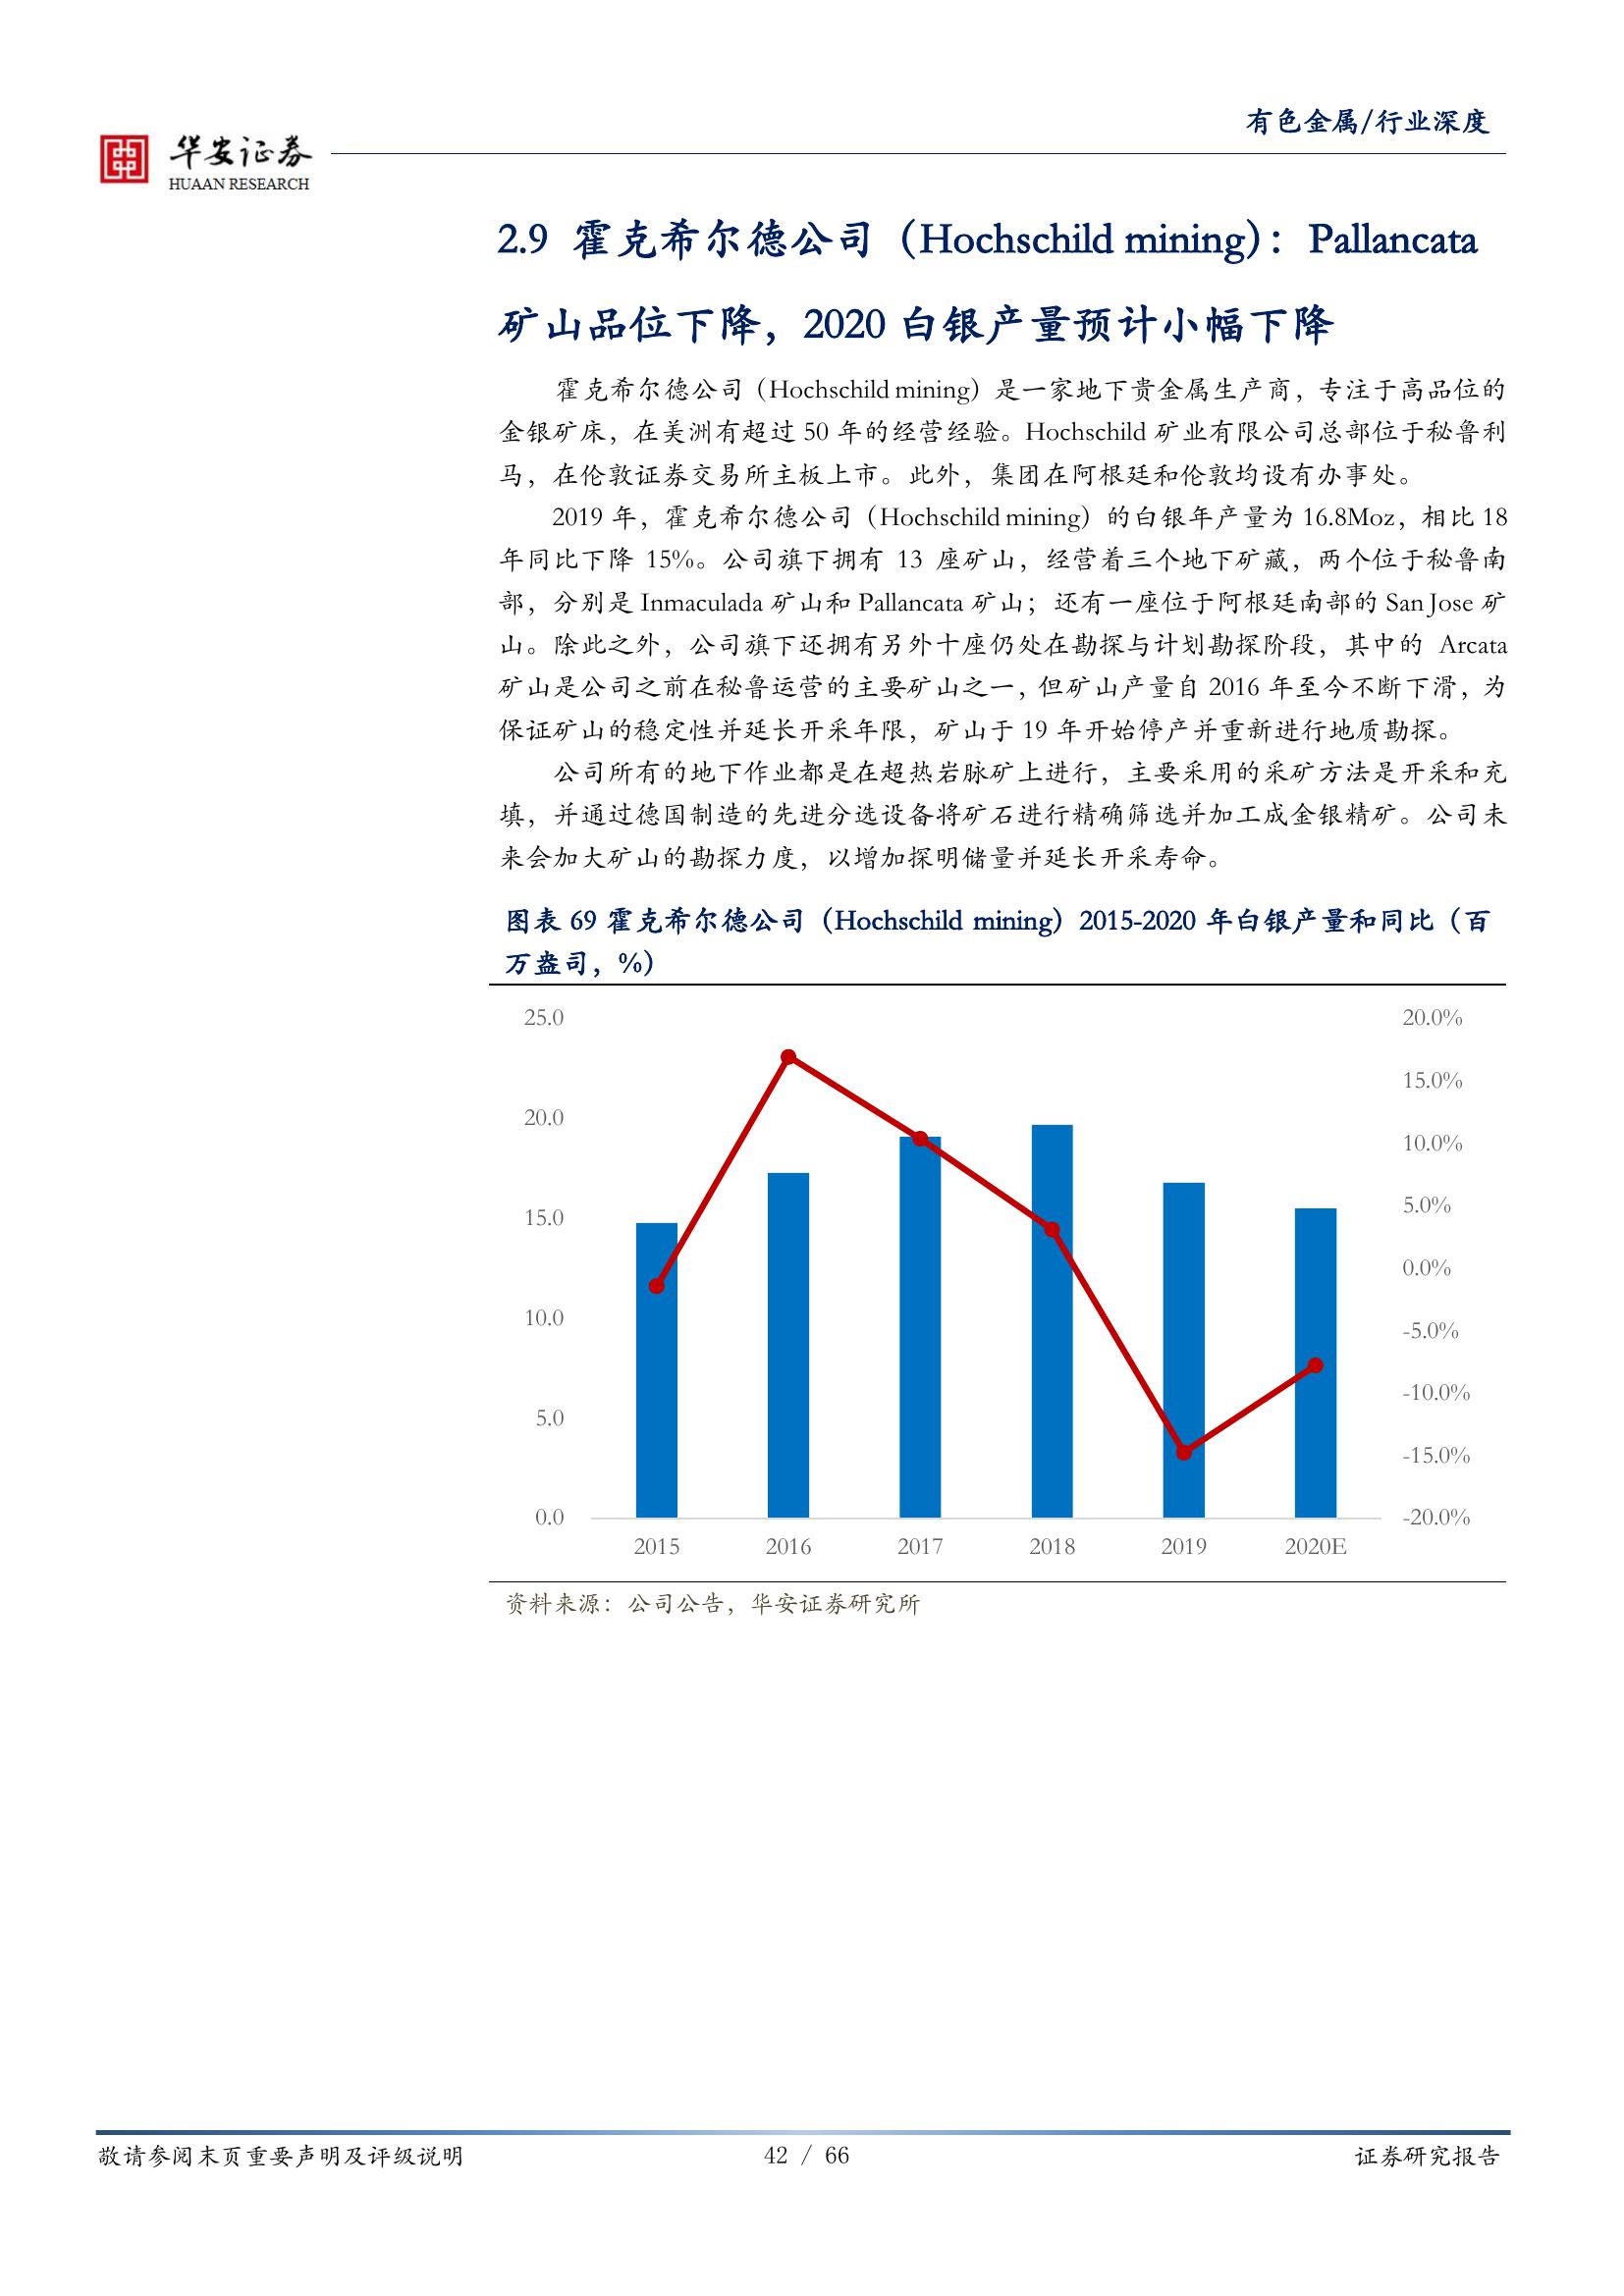 有色金属/行业深度
华安证券
HUAAN RESEARCH
2.9 霍克希尔德公司（Hochschild mining）：Pallancata
矿山品位下降，2020 白银产量预计小幅下降
霍克希尔德公司（Hochschild mining）是一家地下贵金属生产商，专注于高品位的
金银矿床，在美洲有超过 50 年的经营经验。Hochschild 矿业有限公司总部位于秘鲁利
马，在伦敦证券交易所主板上市。此外，集团在阿根廷和伦敦均设有办事处。
2019 年，霍克希尔德公司（Hochschild mining）的白银年产量为 16.8Moz，相比 18
年同比下降 15%。公司旗下拥有 13 座矿山，经营着三个地下矿藏，两个位于秘鲁南
部，分别是 Inmaculada 矿山和 Pallancata 矿山；还有一座位于阿根廷南部的 San Jose 矿
山。除此之外，公司旗下还拥有另外十座仍处在勘探与计划勘探阶段，其中的 Arcata
矿山是公司之前在秘鲁运营的主要矿山之一，但矿山产量自 2016 年至今不断下滑，为
保证矿山的稳定性并延长开采年限，矿山于 19 年开始停产并重新进行地质勘探。
公司所有的地下作业都是在超热岩脉矿上进行，主要采用的采矿方法是开采和充
填，并通过德国制造的先进分选设备将矿石进行精确筛选并加工成金银精矿。公司未
来会加大矿山的勘探力度，以增加探明储量并延长开采寿命。
图表 69 霍克希尔德公司（Hochschild mining）2015-2020 年白银产量和同比（百
万盎司，%）
25.0
20.0
15.0
10.0
5.0
0.0
20.0%
15.0%
10.0%
5.0%
0.0%
-5.0%
-10.0%
-15.0%
-20.0%
2015 2016 2017 2018 2019 2020E
资料来源：公司公告，华安证券研究所
敬请参阅末页重要声明及评级说明 42 / 66 证券研究报告